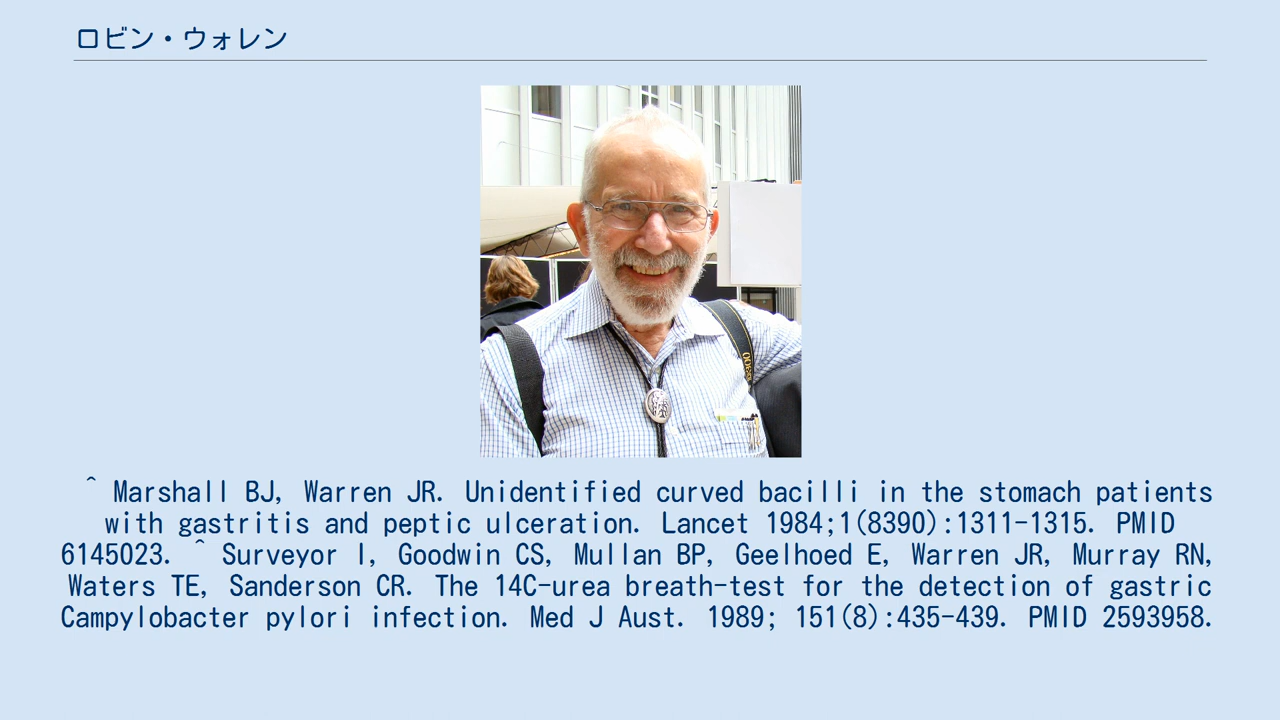 ロビン・ウォレン
^ Marshall BJ, Warren JR. Unidentified curved bacilli in the stomach patients
with gastritis and peptic ulceration. Lancet 1984;1(8390):1311-1315. PMID
6145023. ^ Surveyor I, Goodwin CS, Mullan BP, Geelhoed E, Warren JR, Murray RN,
Waters TE, Sanderson CR. The 14C-urea breath-test for the detection of gastric
Campylobacter pylori infection. Med J Aust. 1989; 151(8):435-439. PMID 2593958.